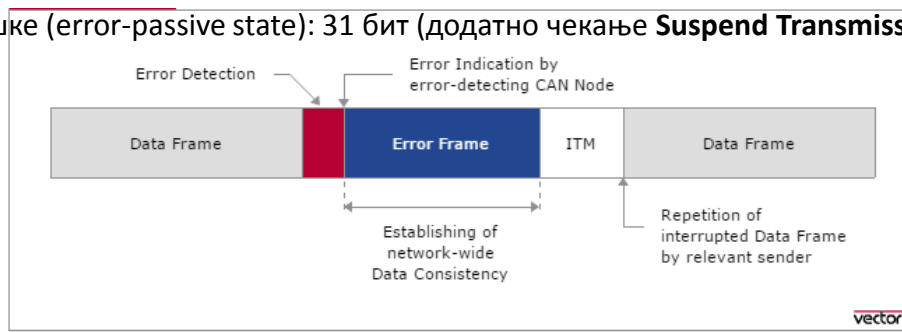 (error-passive state): 31 бит (додатно чекање Suspend
Error Detection
Error Indication by
error-detecting CAN Node
Data Frame
Error Frame
ITM
Data Frame
Establishing of
network-wide
Data Consistency
Repetition of
interrupted Data Frame
by relevant sender
vector